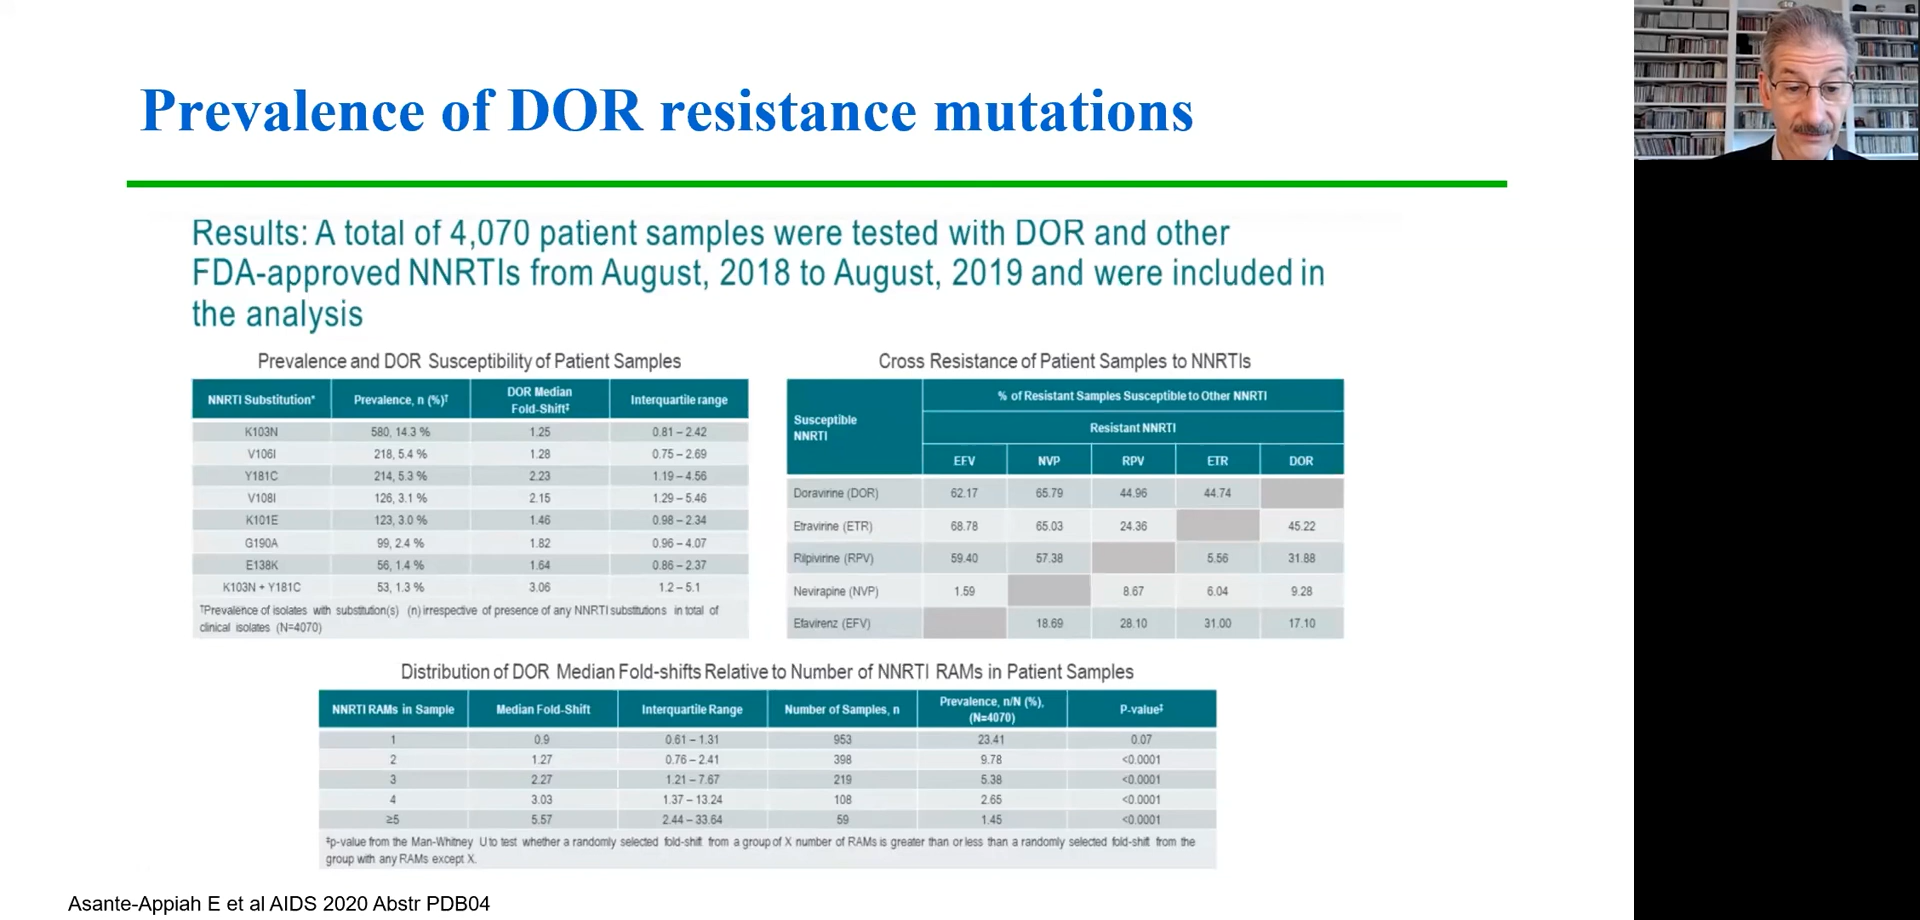 Prevalence of DOR resistance mutations
Results: A total of 4,070 patient samples were tested with DOR and other
FDA-approved NNRTIs from August, 2018 to August, 2019 and were included in
the analysis
Prevalence and DOR Susceptibility of Patient Samples
NNRTI Substitution* Prevalence, n (%)† DOR Median Fold-Shift‡ Interquartile range
K103N 580, 14.3 % 1.25 0.81 – 2.42
V106I 218, 5.4 % 1.28 0.75 – 2.69
Y181C 214, 5.3 % 2.23 1.19 – 4.56
V108I 126, 3.1 % 2.15 1.29 – 5.46
K101E 123, 3.0 % 1.46 0.98 – 2.34
G190A 99, 2.4 % 1.82 0.96 – 4.07
E138K 56, 1.4 % 1.64 0.86 – 2.37
K103N + Y181C 53, 1.3 % 3.06 1.2 – 5.1
†Prevalence of isolates with substitution(s) (n) irrespective of presence of any NNRTI substitutions in total of
clinical isolates (N=4070)
Cross Resistance of Patient Samples to NNRTIs
Susceptible NNRTI
% of Resistant Samples Susceptible to Other NNRTI
Resistant NNRTI
EFV NVP RPV ETR DOR
Doravirine (DOR) 62.17 65.79 44.96 44.74
Etravirine (ETR) 68.78 65.03 24.36 45.22
Rilpivirine (RPV) 59.40 57.38 5.56 31.88
Nevirapine (NVP) 1.59 8.67 6.04 9.28
Efavirenz (EFV) 18.69 28.10 31.00 17.10
Distribution of DOR Median Fold-shifts Relative to Number of NNRTI RAMs in Patient Samples
NNRTI RAMs in Sample Median Fold-Shift Interquartile Range Number of Samples, n Prevalence, n/N (%), (N=4070) P-value‡
1 0.9 0.61 – 1.31 953 23.41 0.07
2 1.27 0.76 – 2.41 398 9.78 <0.0001
3 2.27 1.21 – 7.67 219 5.38 <0.0001
4 3.03 1.37 – 13.24 108 2.65 <0.0001
≥5 5.57 2.44 – 33.64 59 1.45 <0.0001
‡p-value from the Man-Whitney U to test whether a randomly selected fold-shift from a group of X number of RAMs is greater than or less than a randomly selected fold-shift from the
group with any RAMs except X.
Asante-Appiah E et al AIDS 2020 Abstr PDB04